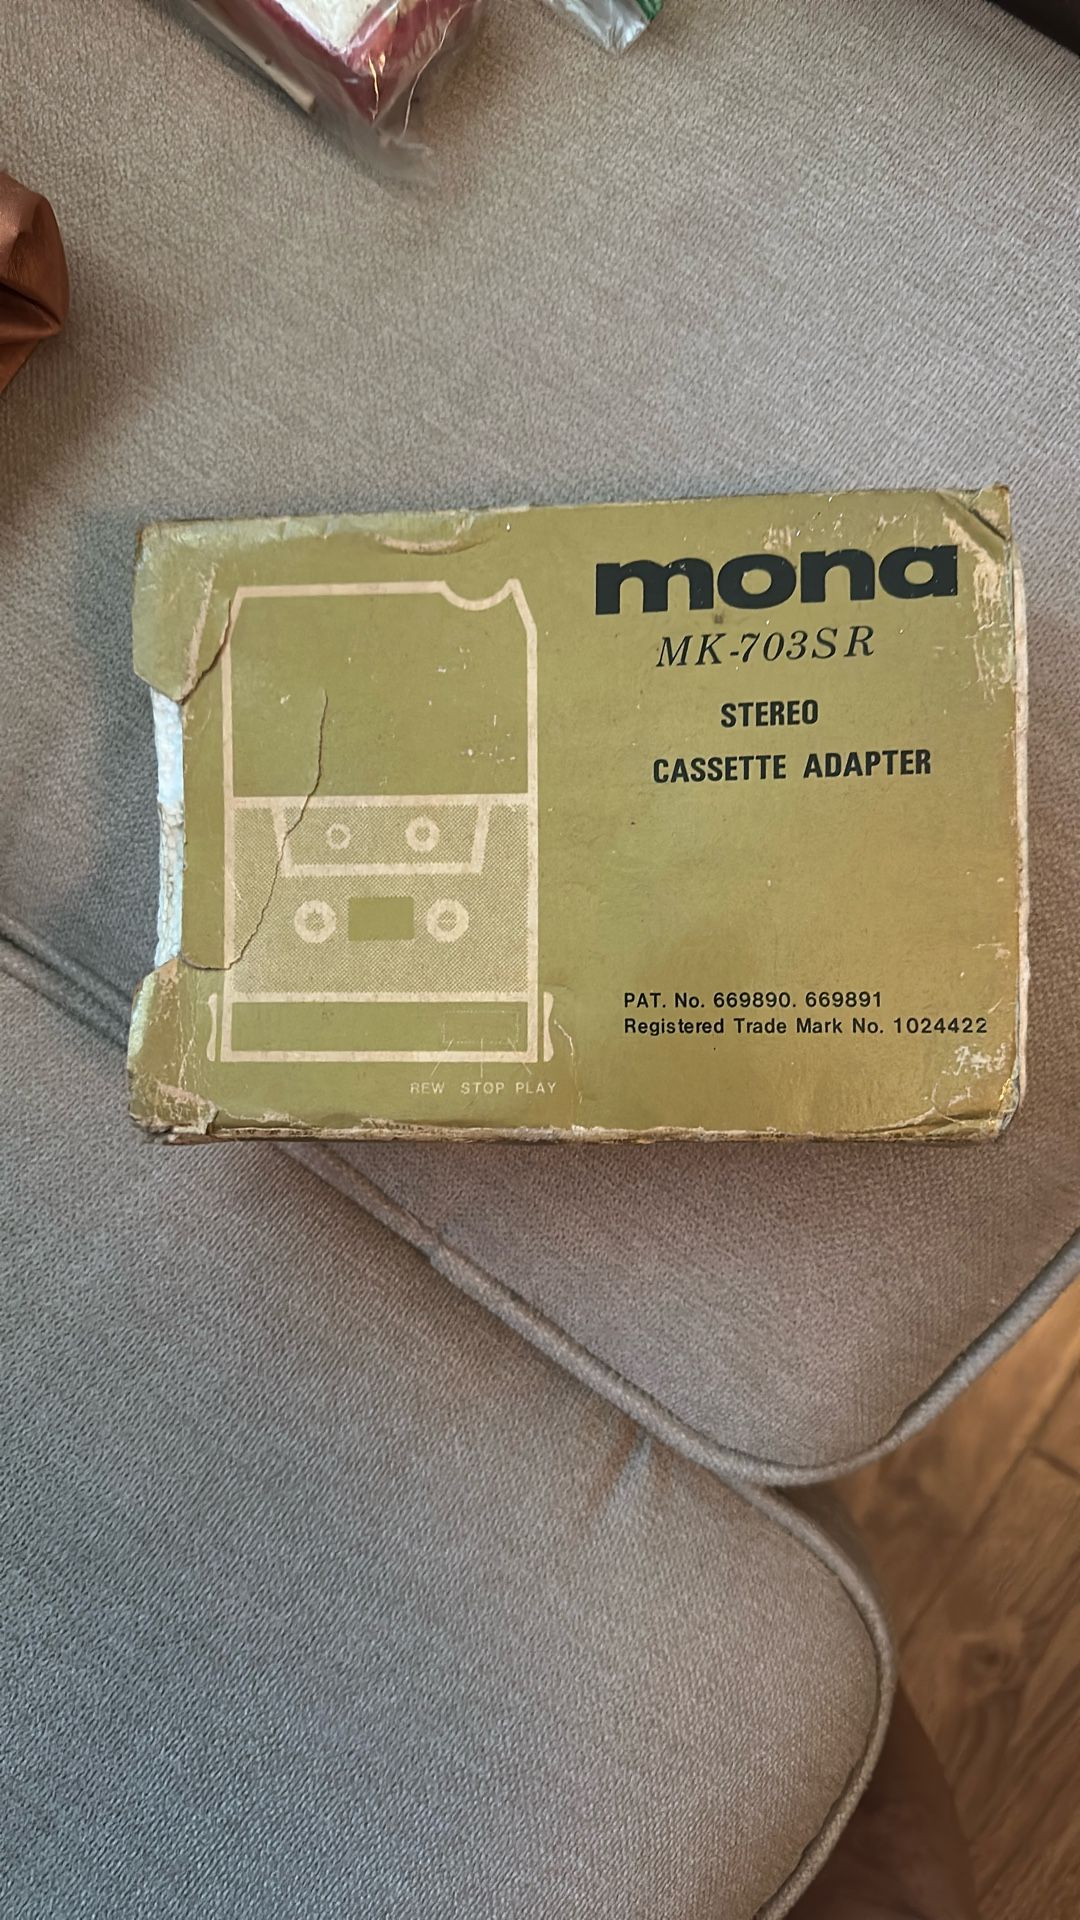 mona
MK-703SR
STEREO
CASSETTE ADAPTER
PAT. No. 669890. 669891
Registered Trade Mark No. 1024422
REW STOP PLAY